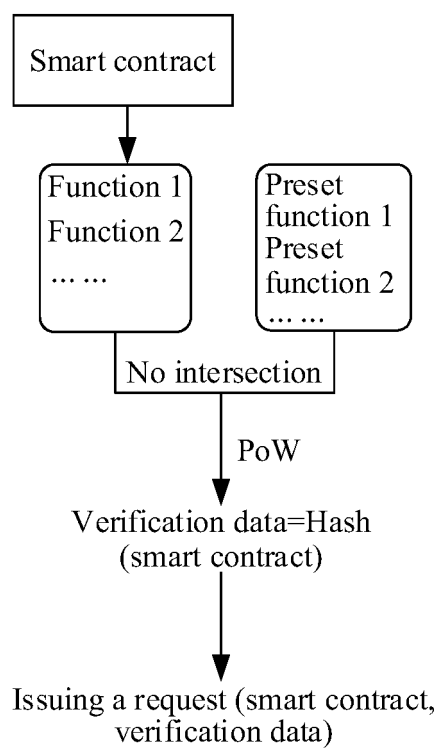 Smart contract
Function 1
Function 2
... ...
Preset
function 1
Preset
function 2
... ...
No intersection
PoW
Verification data=Hash
(smart contract)
Issuing a request (smart contract,
verification data)